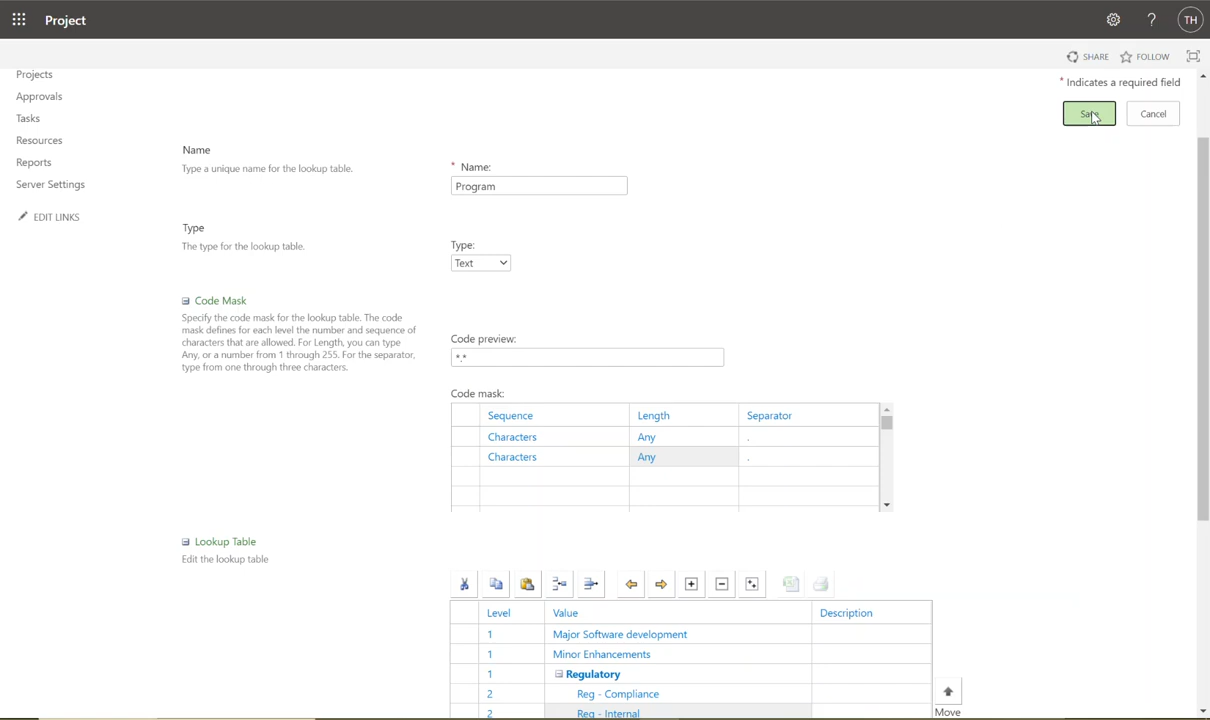 Project
?
TH
SHARE
FOLLOW
Projects
Approvals
Tasks
Resources
Reports
Server Settings
EDIT LINKS
* Indicates a required field
Cancel
Name
Type a unique name for the lookup table.
* Name:
Program
Type
The type for the lookup table.
Type:
Text
Code Mask
Specify the code mask for the lookup table. The code
mask defines for each level the number and sequence of
characters that are allowed. For Length, you can type
Any, or a number from 1 through 255. For the separator,
type from one through three characters.
Code preview:
*.*
Code mask:
Sequence Length Separator
Characters Any .
Characters Any .
Lookup Table
Edit the lookup table
Level Value Description
1 Major Software development
1 Minor Enhancements
1 Regulatory
2 Reg - Compliance
2 Reg - Internal
Move